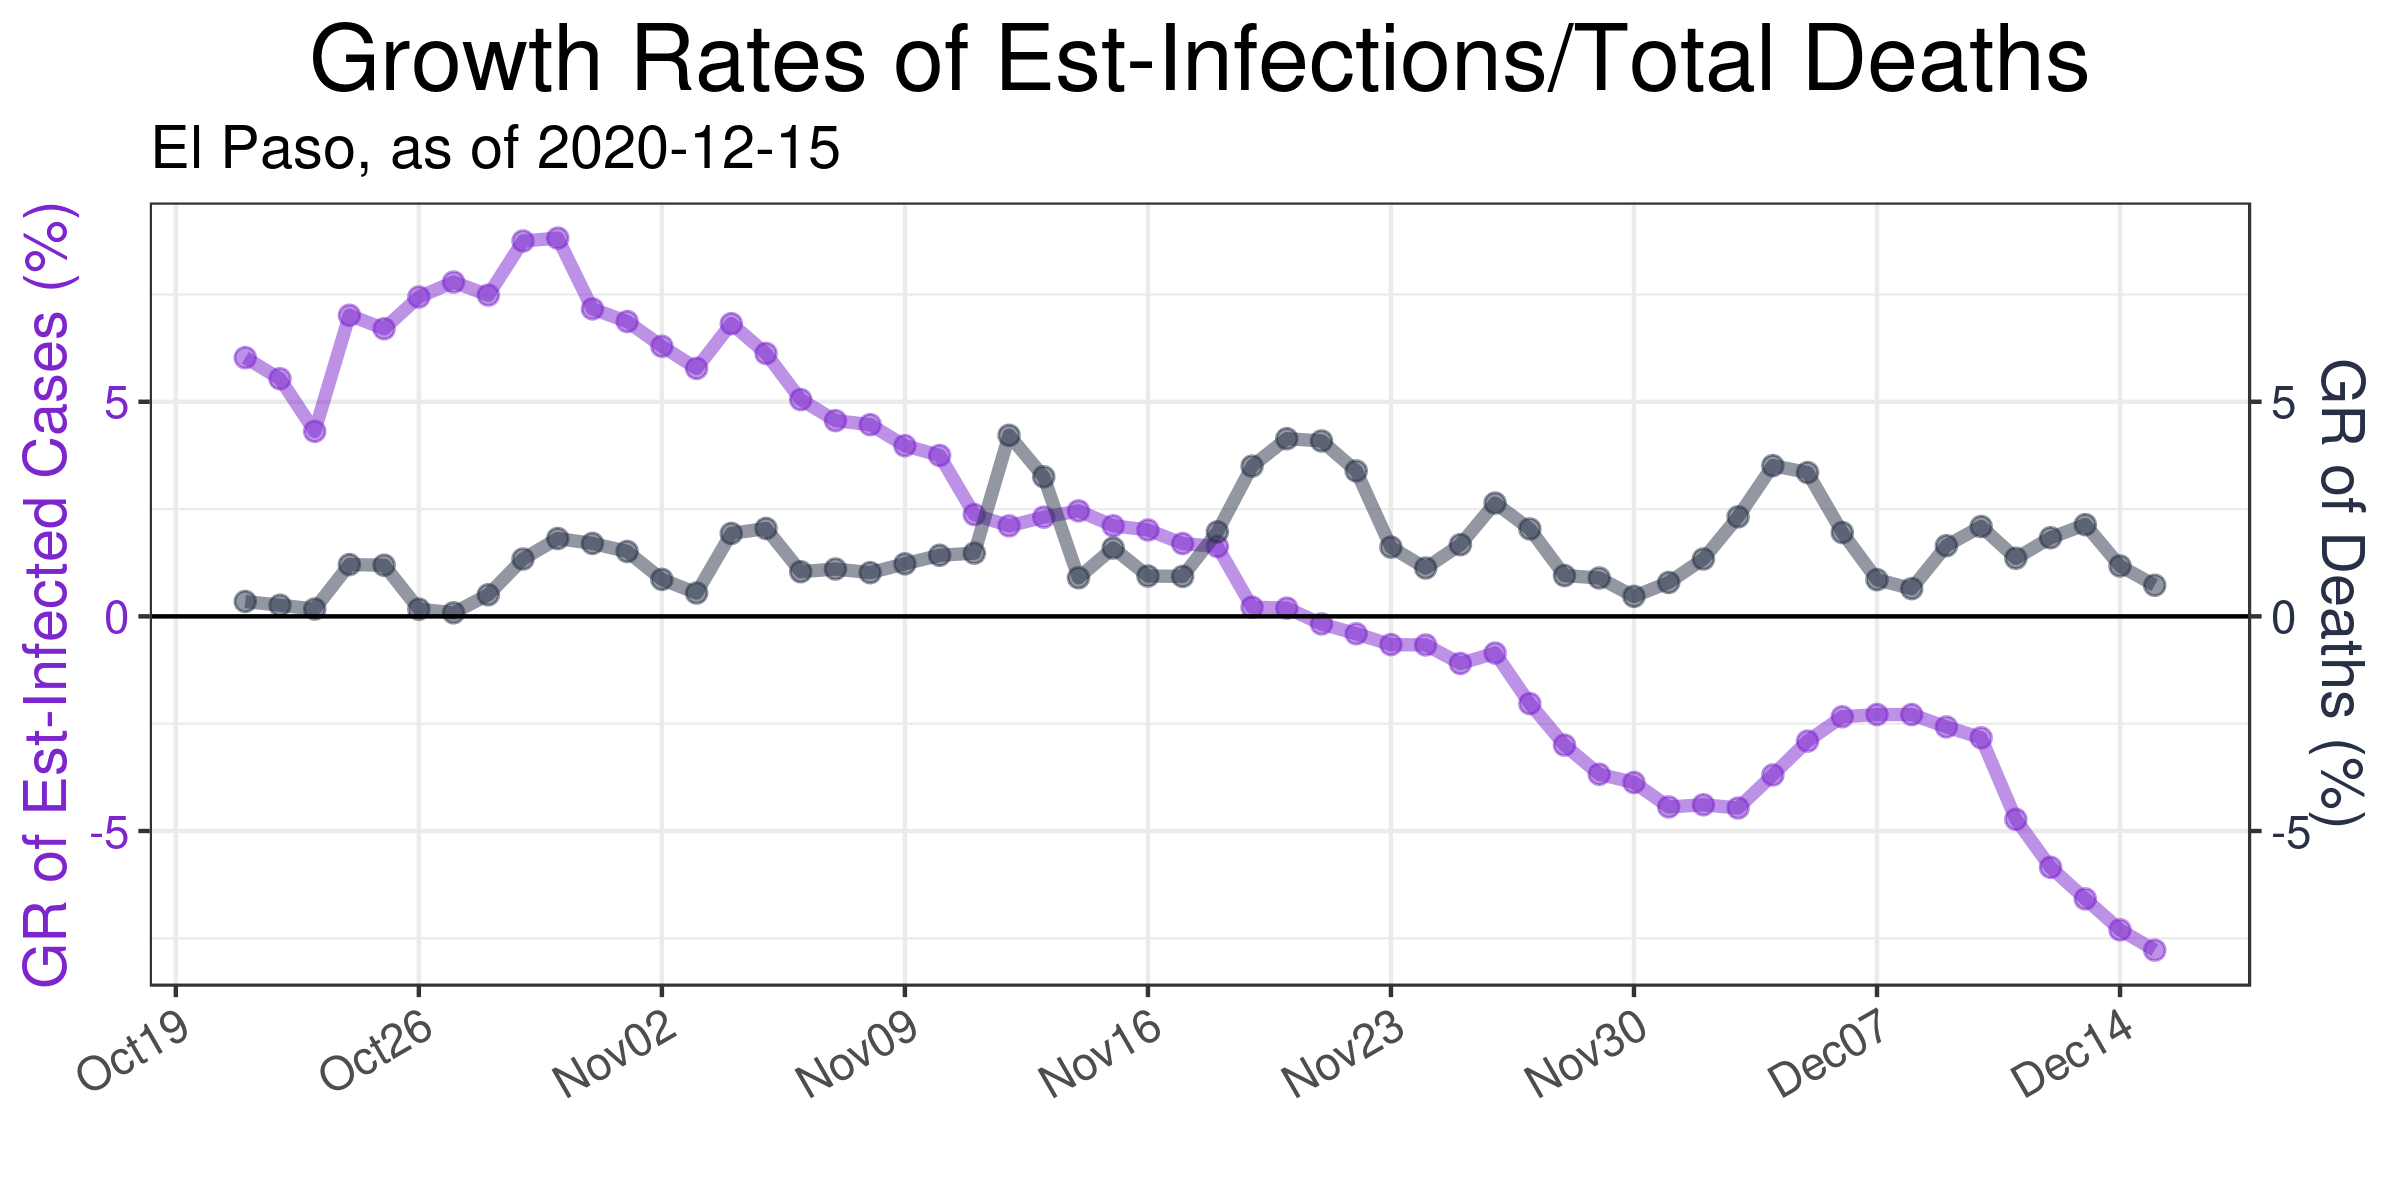 Growth Rates of Est-Infections/Total Deaths
El Paso, as of 2020-12-15
GR of Est-Infected Cases (%)
5
0
-5
5
0
-5
GR of Deaths (%)
Oct19
Oct26
Nov02
Nov09
Nov16
Nov23
Nov30
Dec07
Dec14